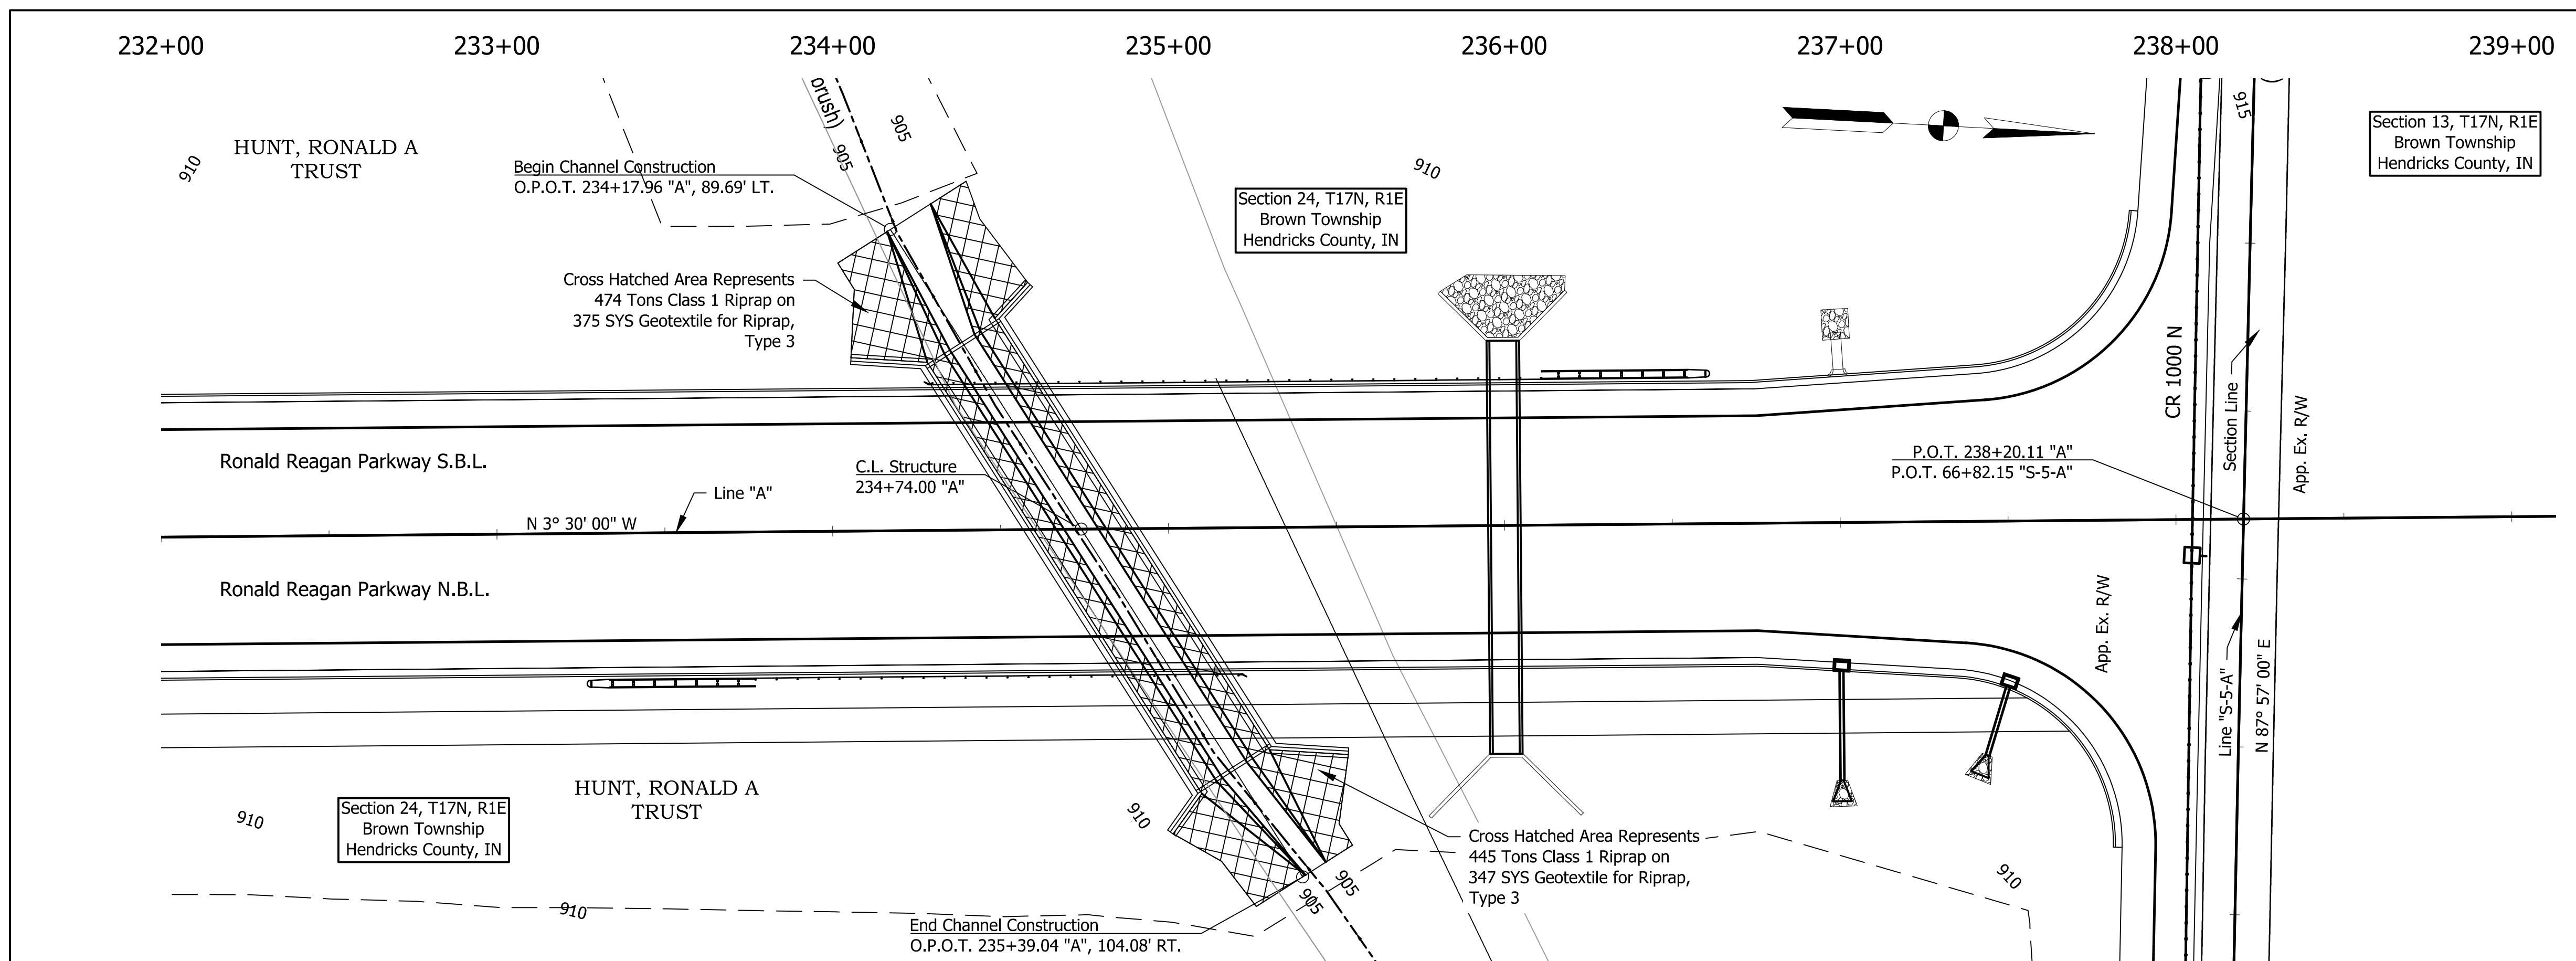 232+00
233+00
234+00
235+00
236+00
237+00
238+00
239+00
HUNT, RONALD A
TRUST
910
brush)
905
905
Begin Channel Construction
O.P.O.T. 234+17.96 "A", 89.69' LT.
Cross Hatched Area Represents
474 Tons Class 1 Riprap on
375 SYS Geotextile for Riprap,
Type 3
910
Section 24, T17N, R1E
Brown Township
Hendricks County, IN
915
Section 13, T17N, R1E
Brown Township
Hendricks County, IN
Ronald Reagan Parkway S.B.L.
Line "A"
N 3° 30' 00" W
C.L. Structure
234+74.00 "A"
P.O.T. 238+20.11 "A"
P.O.T. 66+82.15 "S-5-A"
CR 1000 N
Section Line
App. Ex. R/W
Ronald Reagan Parkway N.B.L.
App. Ex. R/W
Line "S-5-A"
N 87° 57' 00" E
HUNT, RONALD A
TRUST
910
Section 24, T17N, R1E
Brown Township
Hendricks County, IN
910
910
905
905
Cross Hatched Area Represents
445 Tons Class 1 Riprap on
347 SYS Geotextile for Riprap,
Type 3
910
End Channel Construction
O.P.O.T. 235+39.04 "A", 104.08' RT.